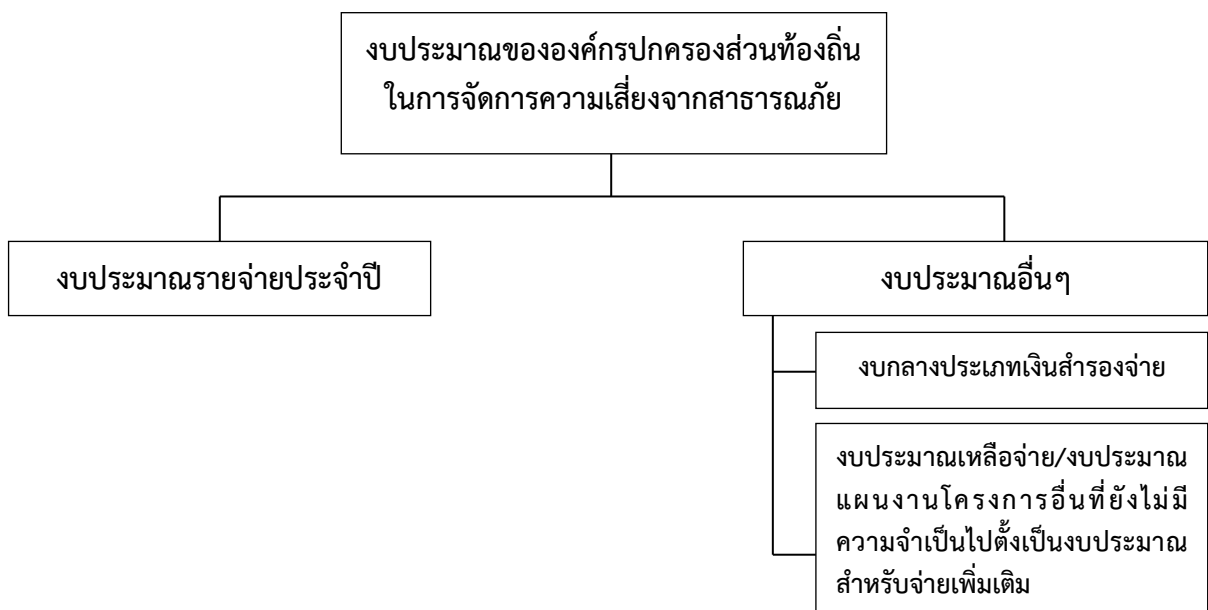 งบประมาณขององค์กรปกครองส่วนท้องถิ่น
ในการจัดการความเสี่ยงจากสาธารณภัย
งบประมาณรายจ่ายประจำปี
งบประมาณอื่นๆ
งบกลางประเภทเงินสำรองจ่าย
งบประมาณเหลือจ่าย/งบประมาณ
แผนงานโครงการอื่นที่ยังไม่มี
ความจำเป็นไปตั้งเป็นงบประมาณ
สำหรับจ่ายเพิ่มเติม